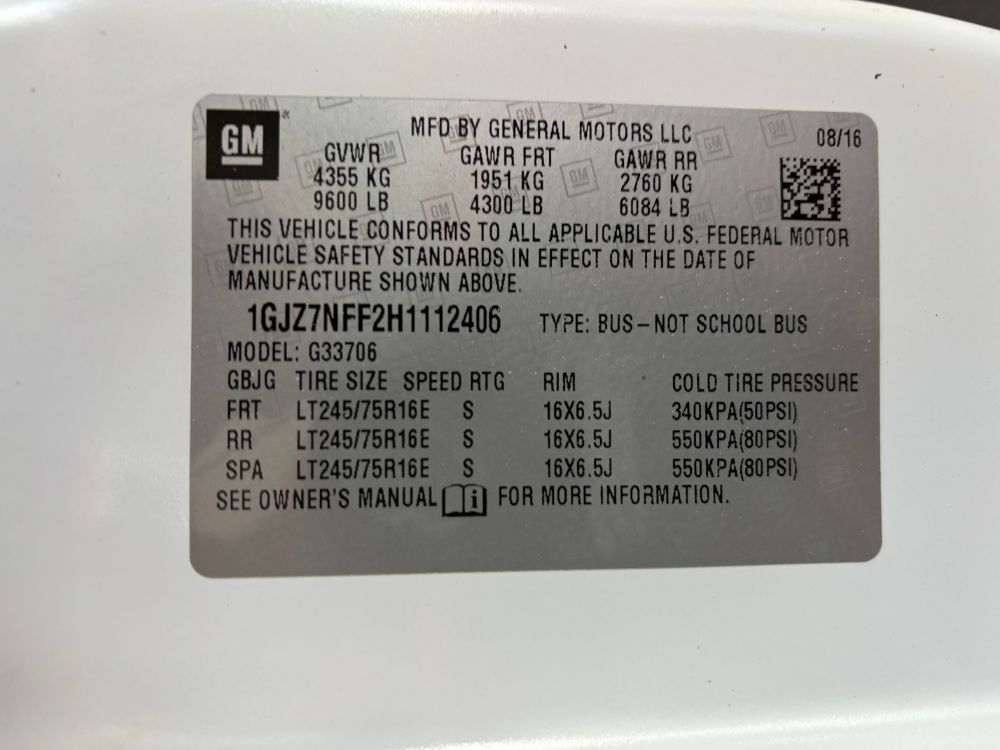 GM
MFD BY GENERAL MOTORS LLC 08/16
GVWR GAWR FRT GAWR RR
4355 KG 1951 KG 2760 KG
9600 LB 4300 LB 6084 LB
THIS VEHICLE CONFORMS TO ALL APPLICABLE U.S. FEDERAL MOTOR
VEHICLE SAFETY STANDARDS IN EFFECT ON THE DATE OF
MANUFACTURE SHOWN ABOVE.
1GJZ7NFF2H1112406 TYPE: BUS – NOT SCHOOL BUS
MODEL: G33706
GBJG TIRE SIZE SPEED RTG RIM COLD TIRE PRESSURE
FRT LT245/75R16E S 16X6.5J 340KPA(50PSI)
RR LT245/75R16E S 16X6.5J 550KPA(80PSI)
SPA LT245/75R16E S 16X6.5J 550KPA(80PSI)
SEE OWNER'S MANUAL i FOR MORE INFORMATION.